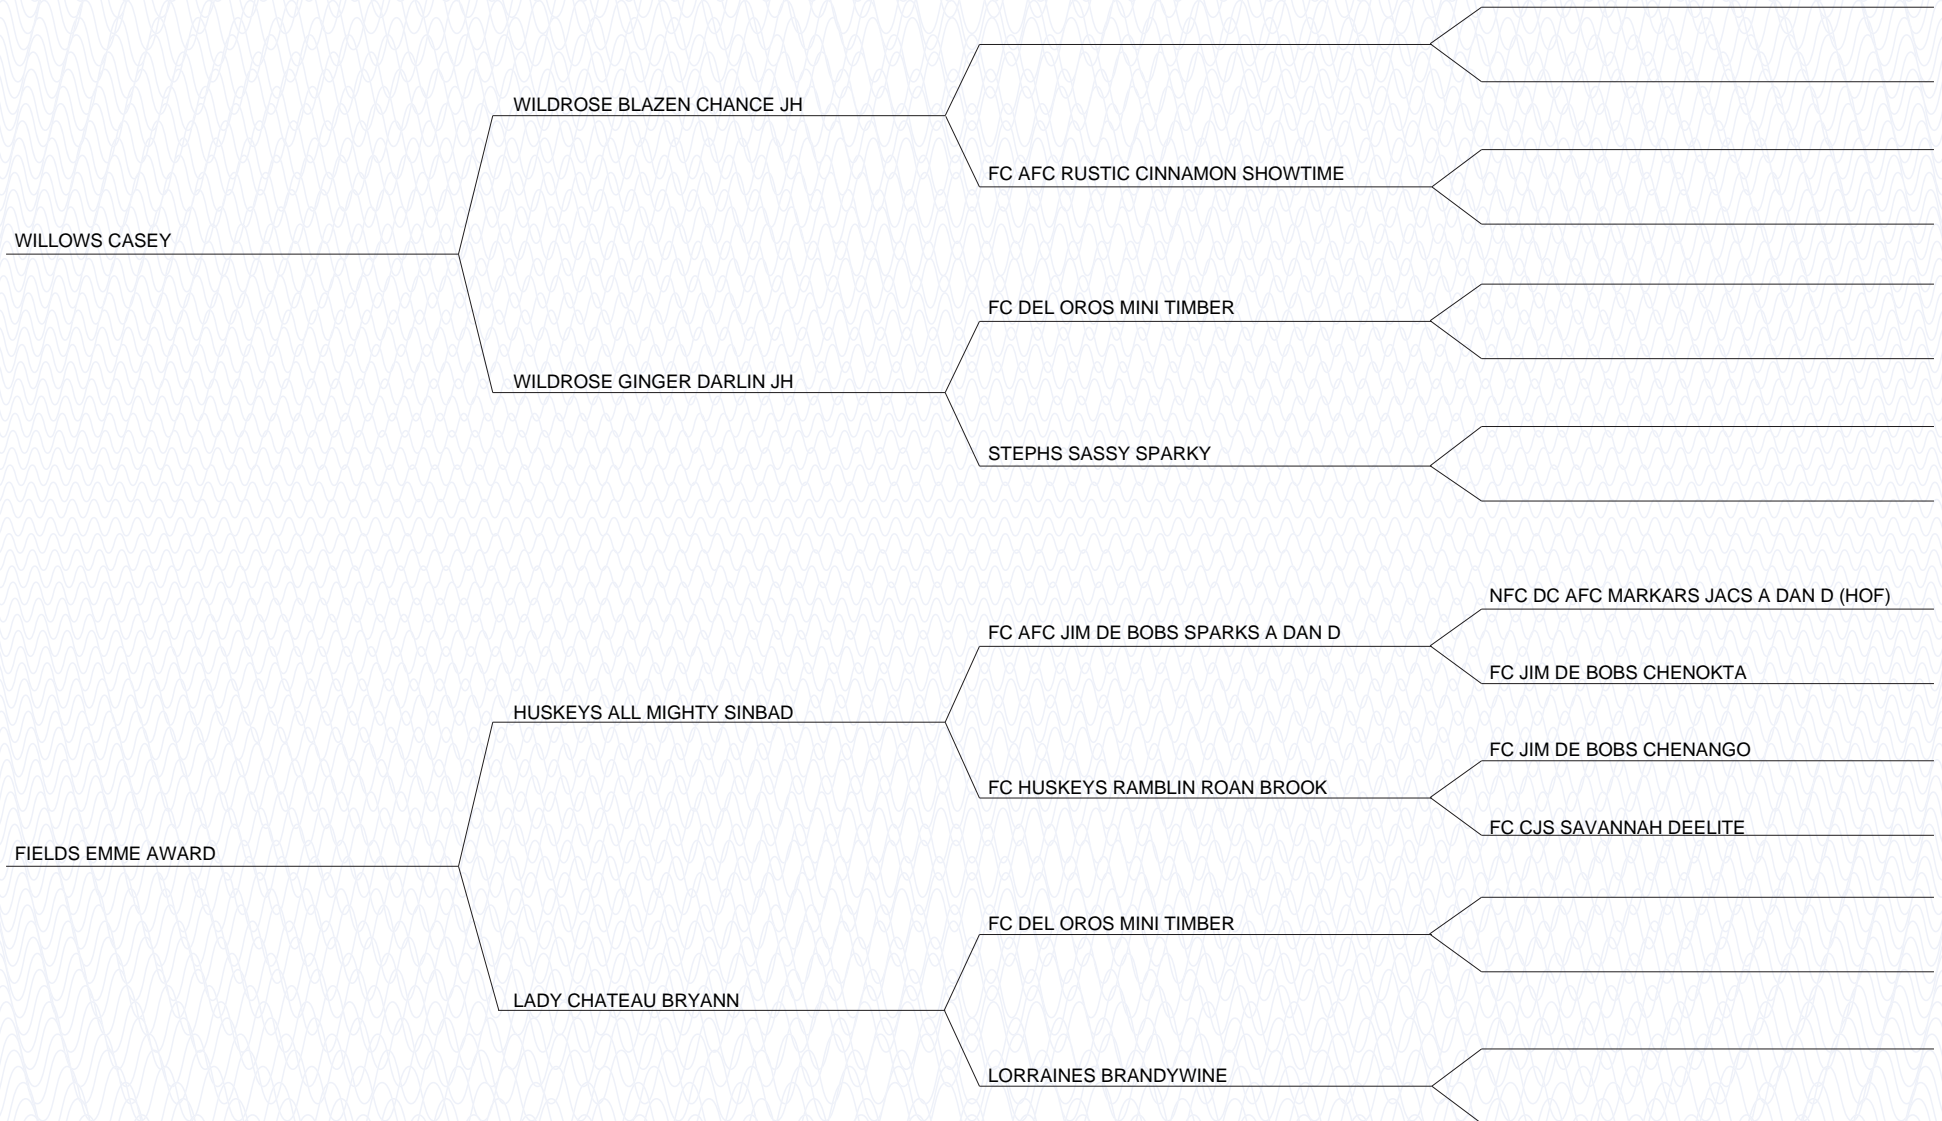 WILLOWS CASEY
WILDROSE BLAZEN CHANCE JH
FC AFC RUSTIC CINNAMON SHOWTIME
WILDROSE GINGER DARLIN JH
FC DEL OROS MINI TIMBER
STEPHS SASSY SPARKY
FIELDS EMME AWARD
HUSKEYS ALL MIGHTY SINBAD
FC AFC JIM DE BOBS SPARKS A DAN D
NFC DC AFC MARKARS JACS A DAN D (HOF)
FC JIM DE BOBS CHENOKTA
FC HUSKEYS RAMBLIN ROAN BROOK
FC JIM DE BOBS CHENANGO
FC CJS SAVANNAH DEELITE
LADY CHATEAU BRYANN
FC DEL OROS MINI TIMBER
LORRAINES BRANDYWINE